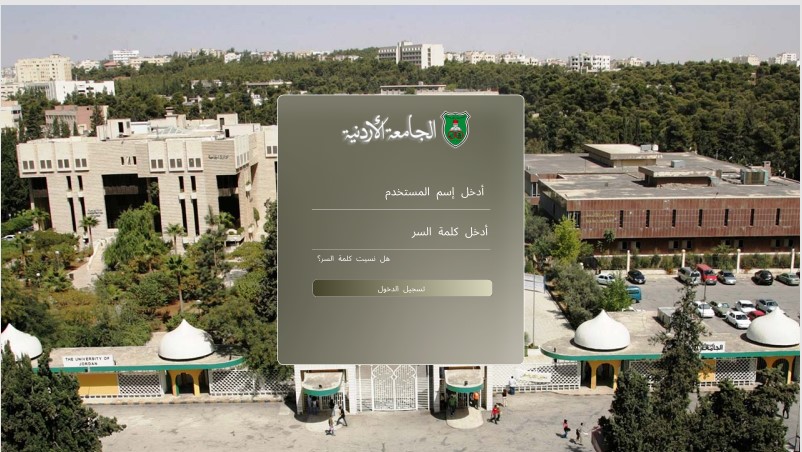 الجامعة الأردنية
أدخل إسم المستخدم
أدخل كلمة السر
هل نسيت كلمة السر؟
تسجيل الدخول
THE UNIVERSITY OF
JORDAN